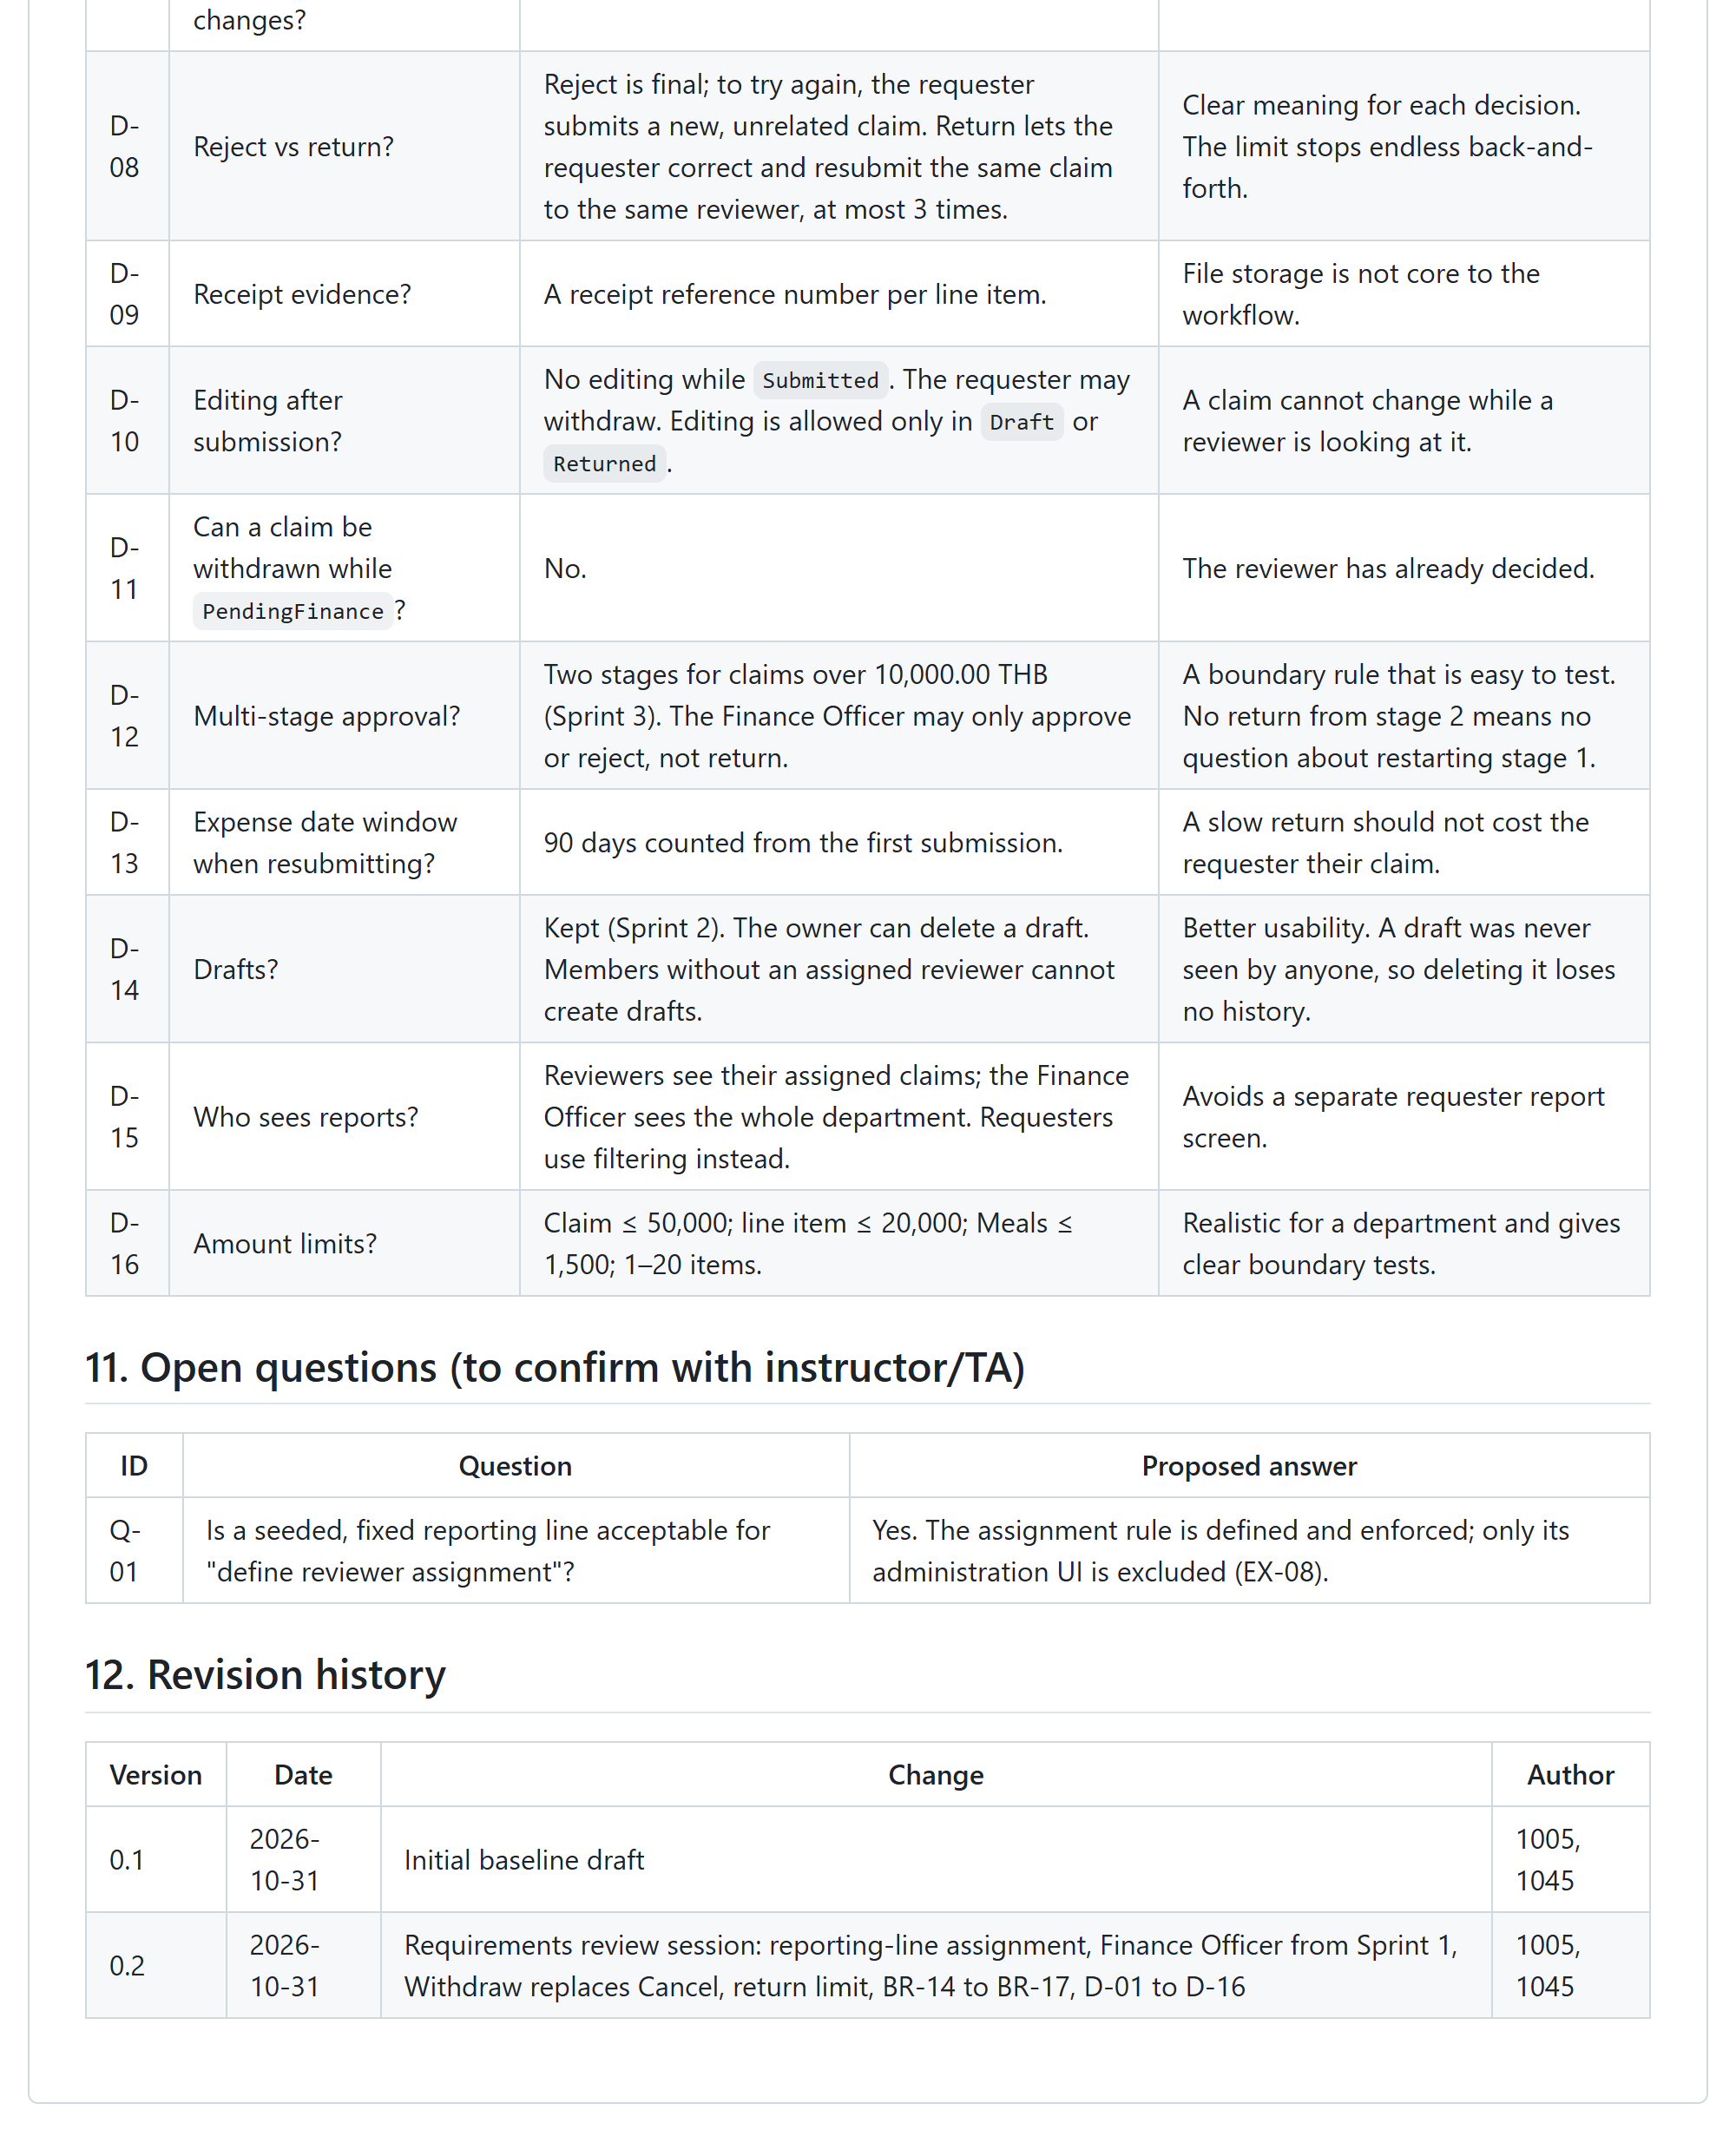 changes?
D-
08
Reject vs return?
Reject is final; to try again, the requester
submits a new, unrelated claim. Return lets the
requester correct and resubmit the same claim
to the same reviewer, at most 3 times.
Clear meaning for each decision.
The limit stops endless back-and-
forth.
D-
09
Receipt evidence?
A receipt reference number per line item.
File storage is not core to the
workflow.
D-
10
Editing after
submission?
No editing while Submitted. The requester may
withdraw. Editing is allowed only in Draft or
Returned.
A claim cannot change while a
reviewer is looking at it.
D-
11
Can a claim be
withdrawn while
PendingFinance?
No.
The reviewer has already decided.
D-
12
Multi-stage approval?
Two stages for claims over 10,000.00 THB
(Sprint 3). The Finance Officer may only approve
or reject, not return.
A boundary rule that is easy to test.
No return from stage 2 means no
question about restarting stage 1.
D-
13
Expense date window
when resubmitting?
90 days counted from the first submission.
A slow return should not cost the
requester their claim.
D-
14
Drafts?
Kept (Sprint 2). The owner can delete a draft.
Members without an assigned reviewer cannot
create drafts.
Better usability. A draft was never
seen by anyone, so deleting it loses
no history.
D-
15
Who sees reports?
Reviewers see their assigned claims; the Finance
Officer sees the whole department. Requesters
use filtering instead.
Avoids a separate requester report
screen.
D-
16
Amount limits?
Claim ≤ 50,000; line item ≤ 20,000; Meals ≤
1,500; 1–20 items.
Realistic for a department and gives
clear boundary tests.
11. Open questions (to confirm with instructor/TA)
ID
Question
Proposed answer
Q-
01
Is a seeded, fixed reporting line acceptable for
"define reviewer assignment"?
Yes. The assignment rule is defined and enforced; only its
administration UI is excluded (EX-08).
12. Revision history
Version
Date
Change
Author
0.1
2026-
10-31
Initial baseline draft
1005,
1045
0.2
2026-
10-31
Requirements review session: reporting-line assignment, Finance Officer from Sprint 1,
Withdraw replaces Cancel, return limit, BR-14 to BR-17, D-01 to D-16
1005,
1045